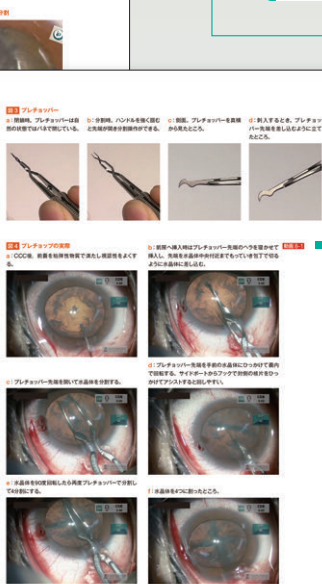 分割
図3 プレチョッパー
a：閉鎖時。プレチョッパーは自
然の状態ではバネで閉じている。
b：分割時。ハンドルを強く掴む
と先端が開き分割操作ができる。
c：側面。プレチョッパーを真横
から見たところ。
d：刺入するとき。プレチョッ
パー先端を差し込むように立て
たところ。
図4 プレチョップの実際
a：CCC後、前囊を粘弾性物質で満たし視認性をよくす
る。
b：前房へ挿入時はプレチョッパー先端のヘラを寝かせて
挿入し、先端を水晶体中央付近までもっていき包丁で切る
ように水晶体に差し込む。
動画6-1
c：プレチョッパー先端を開いて水晶体を分割する。
d：プレチョッパー先端を手前の水晶体にひっかけて囊内
で回転する。サイドポートからフックで対側の核片をひっ
かけてアシストすると回しやすい。
e：水晶体を90度回転したら再度プレチョッパーで分割し
て4分割にする。
f：水晶体を4つに割ったところ。